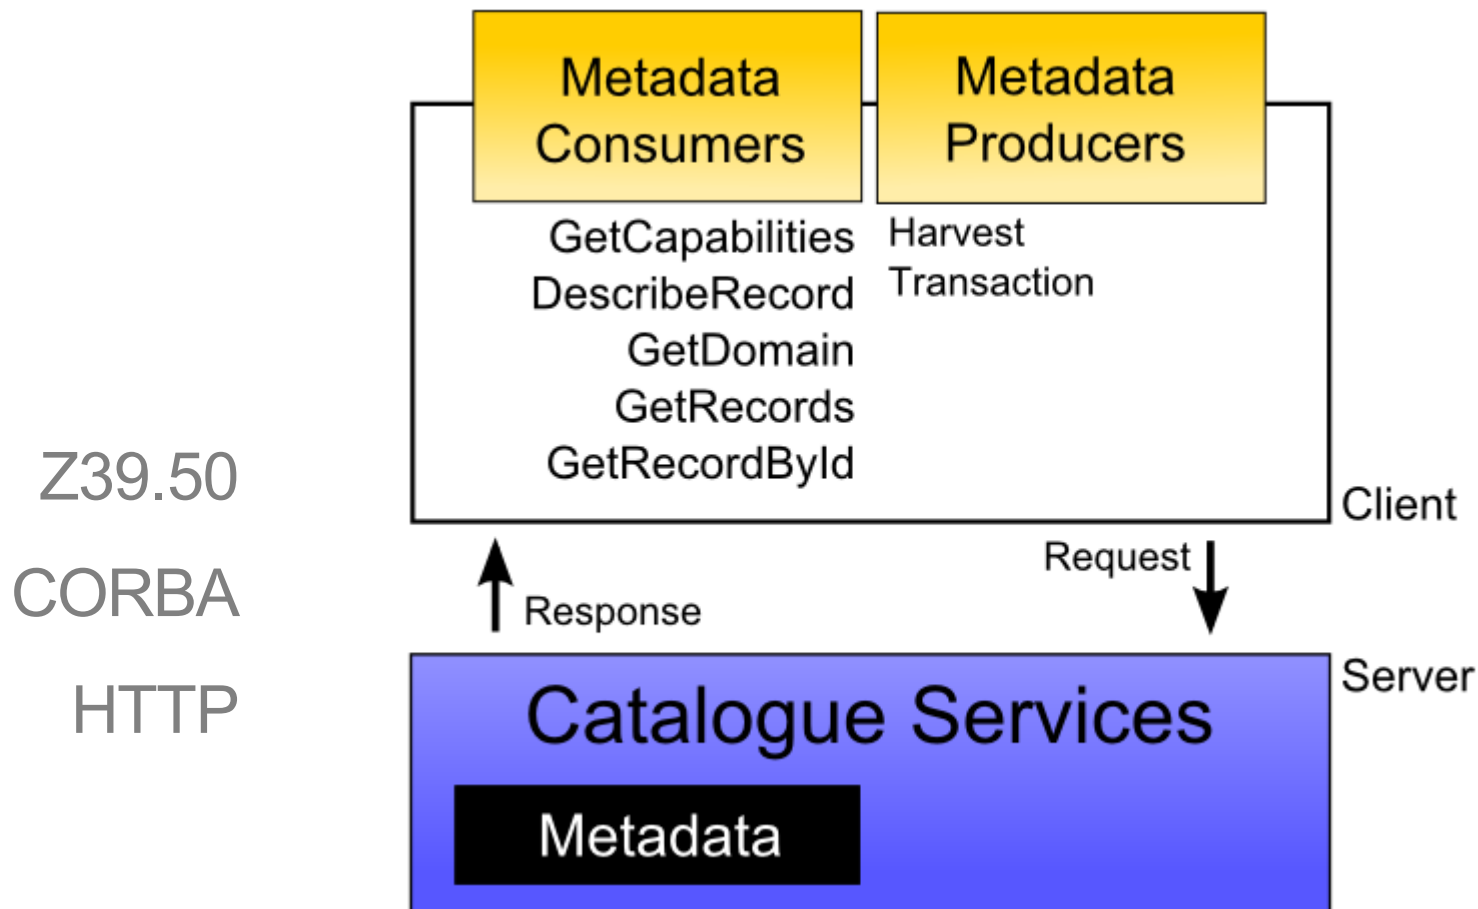 Metadata
Consumers
Metadata
Producers
GetCapabilities
DescribeRecord
GetDomain
GetRecords
GetRecordById
Harvest
Transaction
Z39.50
CORBA
HTTP
Client
Request
Response
Server
Catalogue Services
Metadata